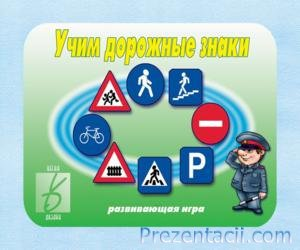 Учим дорожные знаки
P
развивающая игра
Prezentacii.com